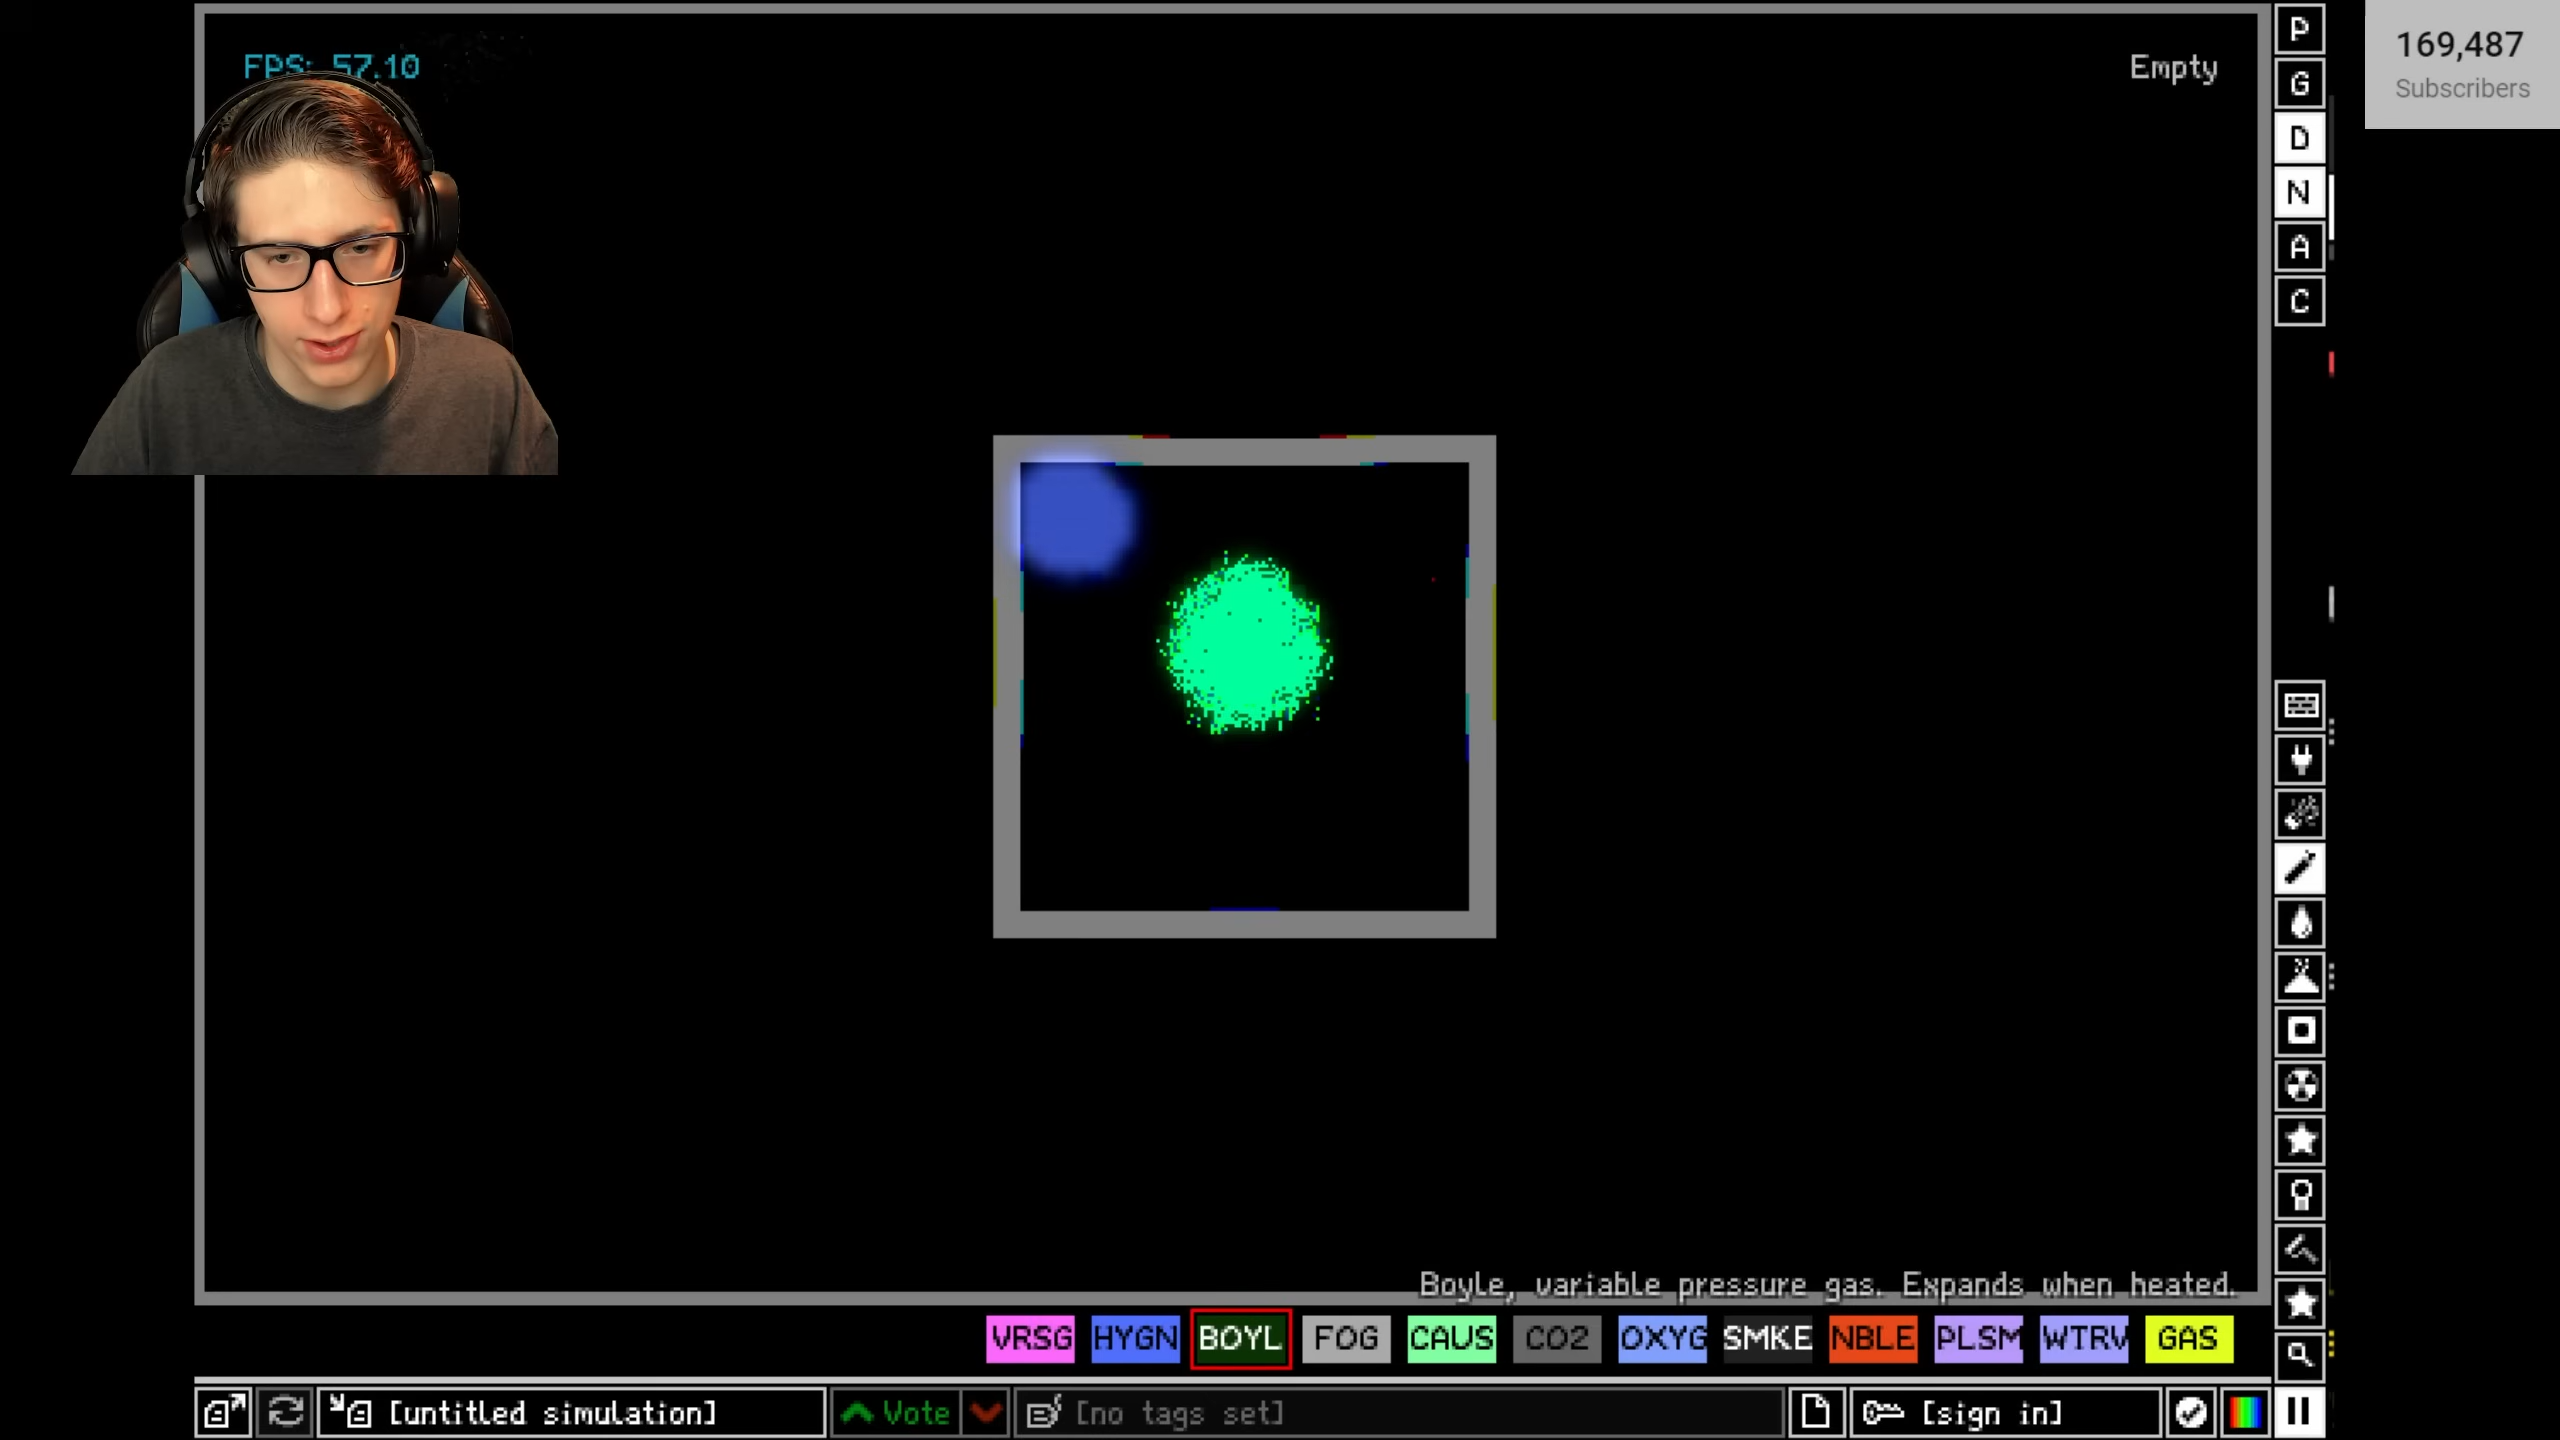 FPS: 57.10
Empty
169,487
Subscribers
P
G
D
N
A
C
Boyle, variable pressure gas. Expands when heated.
VRSG HYGN BOYL FOG CAUS CO2 OXYG SMKE NBLE PLSM WTRV GAS
[untitled simulation] Vote [no tags set] [sign in]